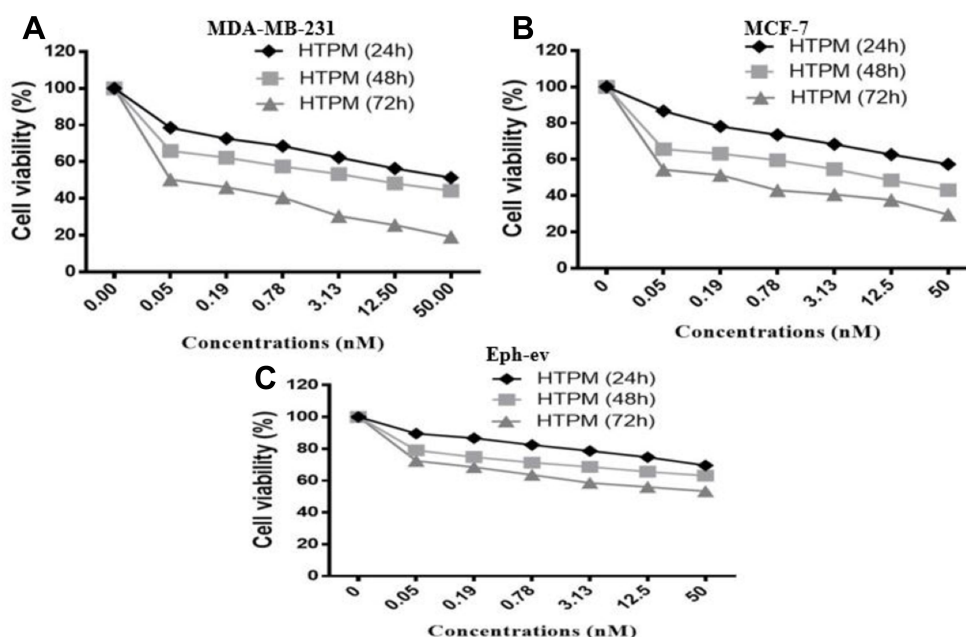 A
MDA-MB-231
HTPM (24h)
HTPM (48h)
HTPM (72h)
Cell viability (%)
120
100
80
60
40
20
0
0.00
0.05
0.19
0.78
3.13
12.50
50.00
Concentrations (nM)
B
MCF-7
HTPM (24h)
HTPM (48h)
HTPM (72h)
Cell viability (%)
120
100
80
60
40
20
0
0
0.05
0.19
0.78
3.13
12.5
50
Concentrations (nM)
C
Eph-ev
HTPM (24h)
HTPM (48h)
HTPM (72h)
Cell viability (%)
120
100
80
60
40
20
0
0
0.05
0.19
0.78
3.13
12.5
50
Concentrations (nM)